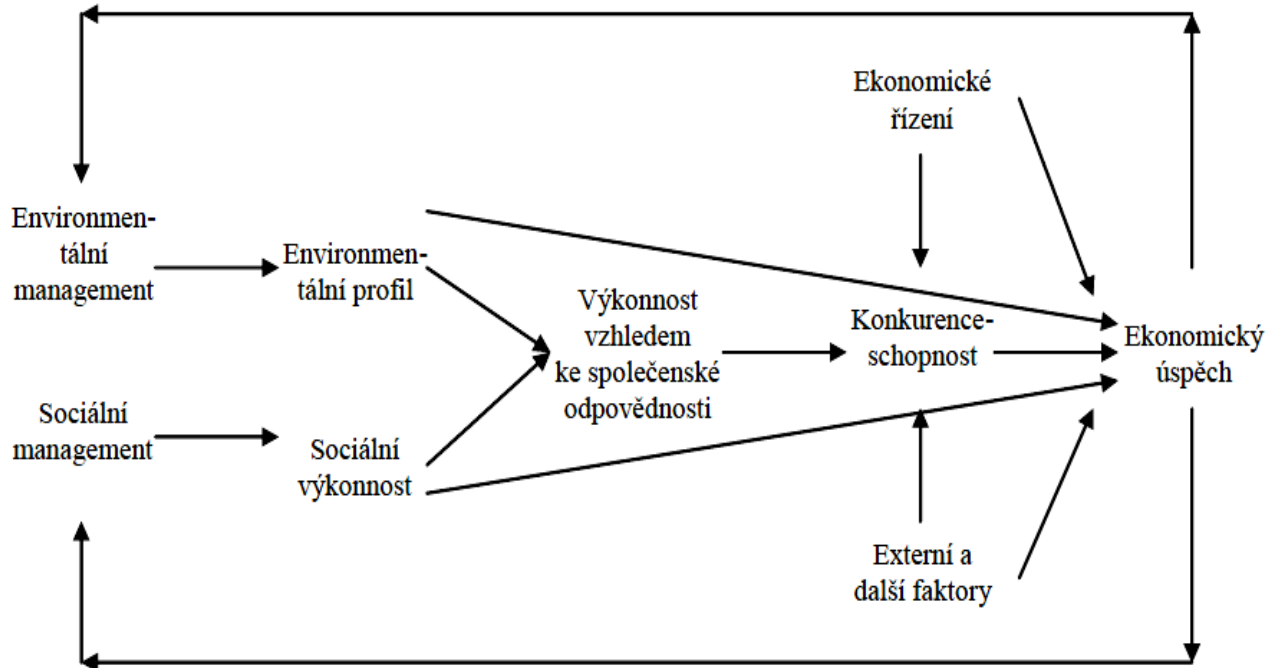 Ekonomické
řízení
Environmen-
tální
management
Environmen-
tální profil
Výkonnost
vzhledem
ke společenské
odpovědnosti
Konkurence-
schopnost
Ekonomický
úspěch
Sociální
management
Sociální
výkonnost
Externí a
další faktory